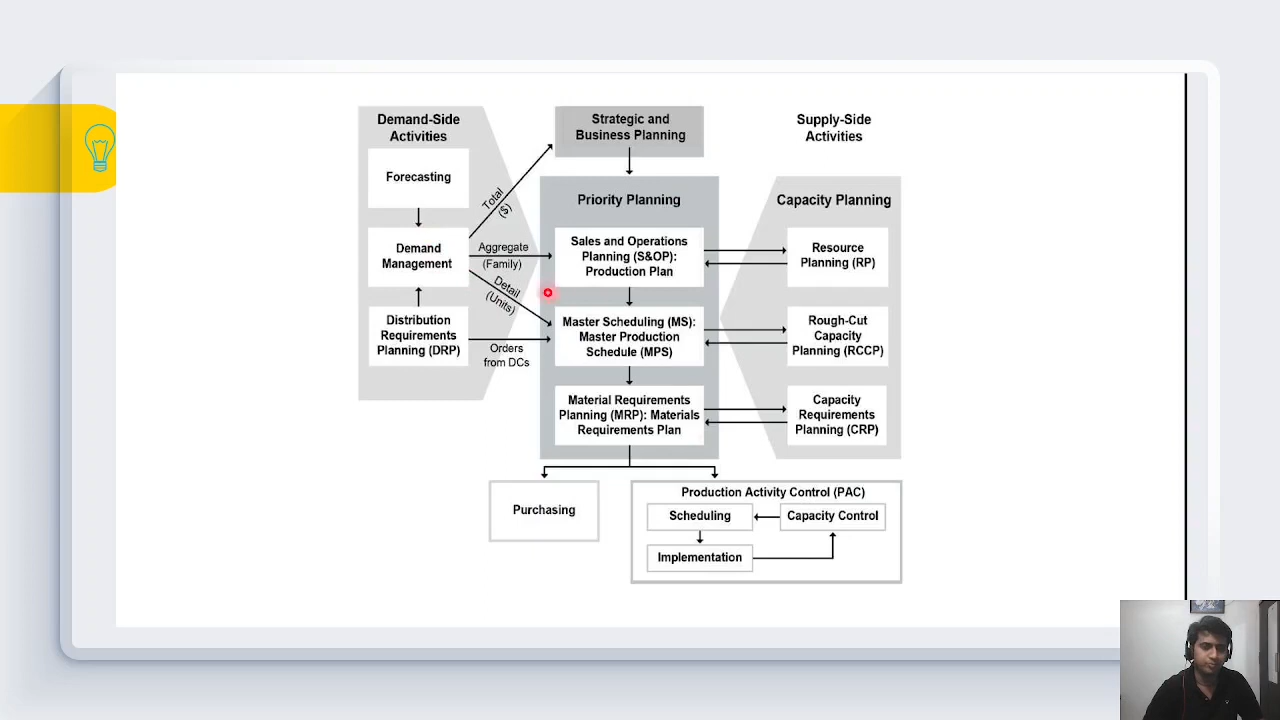 Demand-Side
Activities
Forecasting
Demand
Management
Distribution
Requirements
Planning (DRP)
Total
($)
Aggregate
(Family)
Detail
(Units)
Orders
from DCs
Strategic and
Business Planning
Priority Planning
Sales and Operations
Planning (S&OP):
Production Plan
Master Scheduling (MS):
Master Production
Schedule (MPS)
Material Requirements
Planning (MRP): Materials
Requirements Plan
Supply-Side
Activities
Capacity Planning
Resource
Planning (RP)
Rough-Cut
Capacity
Planning (RCCP)
Capacity
Requirements
Planning (CRP)
Purchasing
Production Activity Control (PAC)
Scheduling
Capacity Control
Implementation